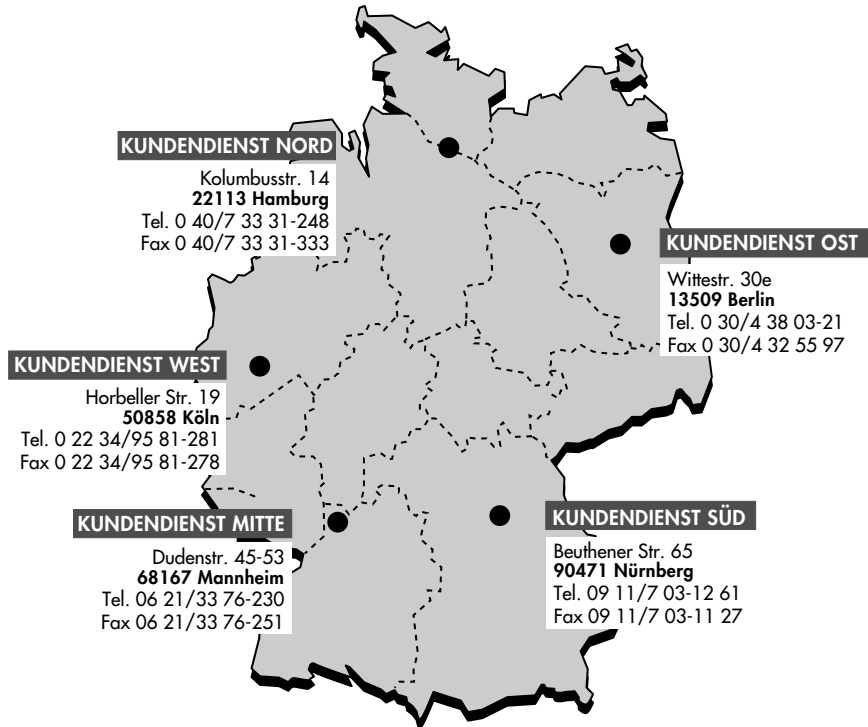 KUNDENDIENST NORD
Kolumbusstr. 14
22113 Hamburg
Tel. 0 40/7 33 31-248
Fax 0 40/7 33 31-333
KUNDENDIENST OST
Wittestr. 30e
13509 Berlin
Tel. 0 30/4 38 03-21
Fax 0 30/4 32 55 97
KUNDENDIENST WEST
Horbeller Str. 19
50858 Köln
Tel. 0 22 34/95 81-281
Fax 0 22 34/95 81-278
KUNDENDIENST MITTE
Dudenstr. 45-53
68167 Mannheim
Tel. 06 21/33 76-230
Fax 06 21/33 76-251
KUNDENDIENST SÜD
Beuthener Str. 65
90471 Nürnberg
Tel. 09 11/7 03-12 61
Fax 09 11/7 03-11 27